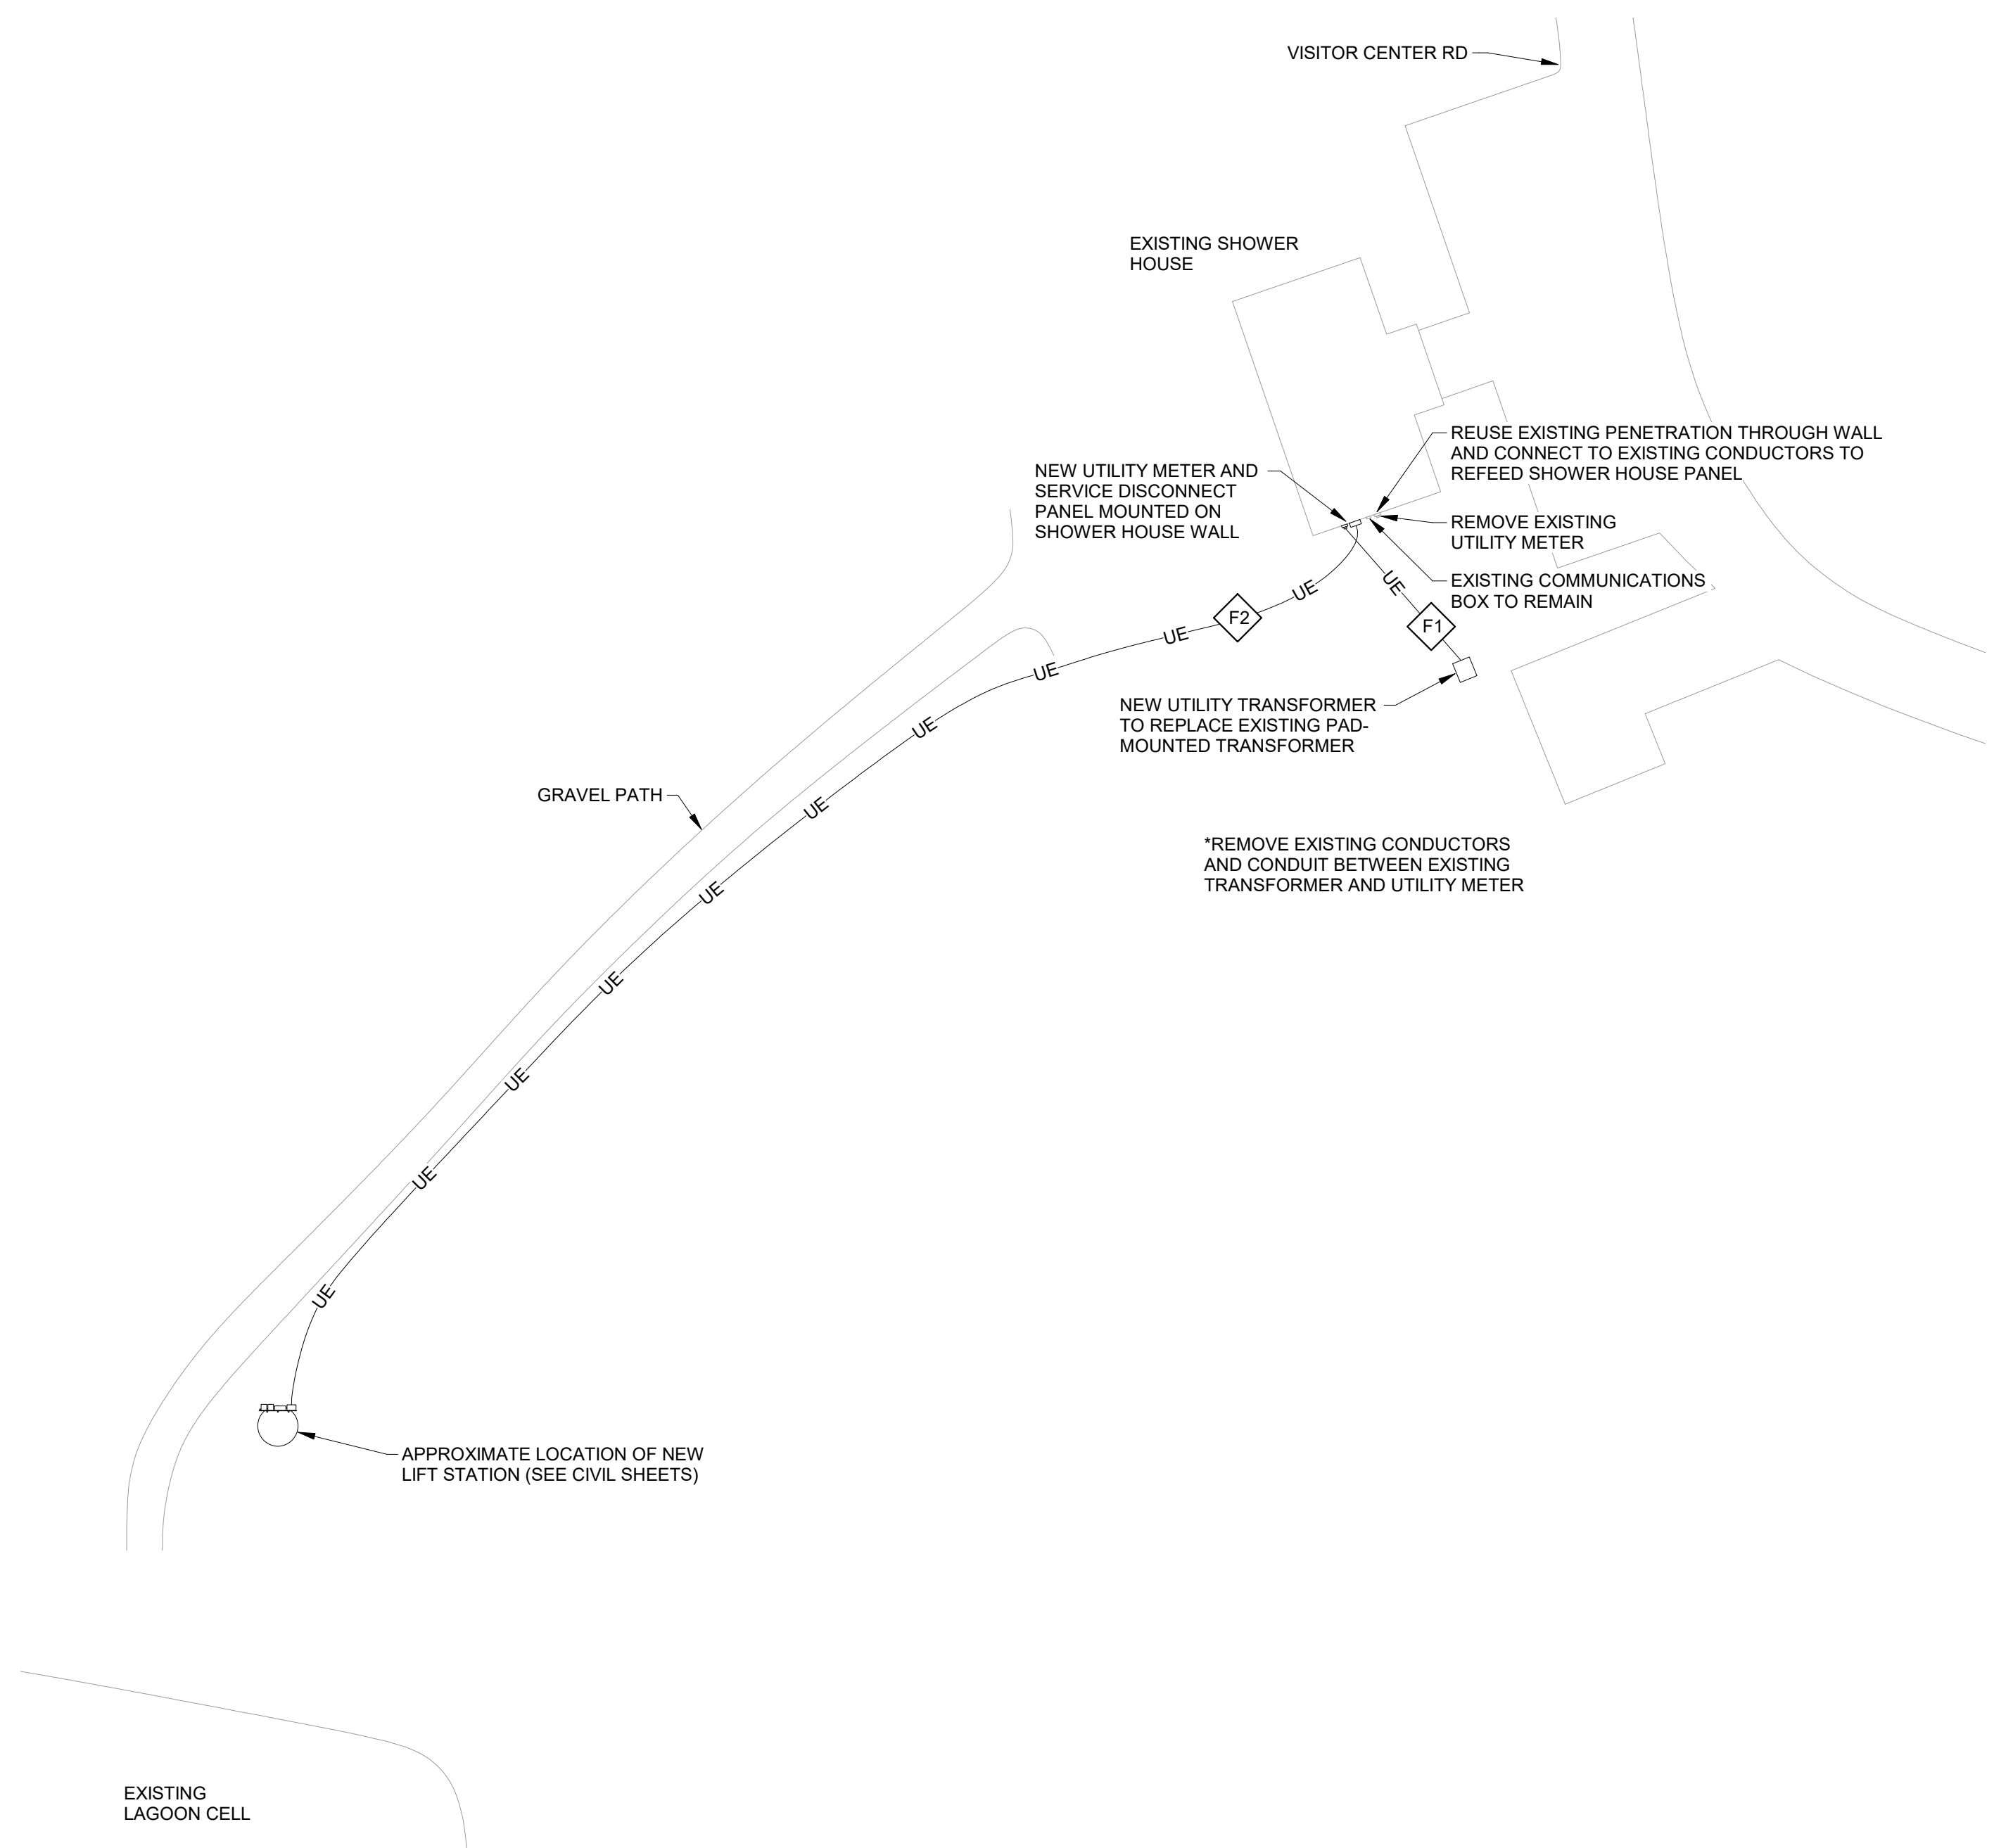 VISITOR CENTER RD
EXISTING SHOWER
HOUSE
REUSE EXISTING PENETRATION THROUGH WALL
AND CONNECT TO EXISTING CONDUCTORS TO
REFEED SHOWER HOUSE PANEL
NEW UTILITY METER AND
SERVICE DISCONNECT
PANEL MOUNTED ON
SHOWER HOUSE WALL
REMOVE EXISTING
UTILITY METER
EXISTING COMMUNICATIONS
BOX TO REMAIN
UE
UE
F2
F1
UE
UE
NEW UTILITY TRANSFORMER
TO REPLACE EXISTING PAD-
MOUNTED TRANSFORMER
UE
GRAVEL PATH
UE
*REMOVE EXISTING CONDUCTORS
AND CONDUIT BETWEEN EXISTING
TRANSFORMER AND UTILITY METER
UE
UE
UE
UE
UE
APPROXIMATE LOCATION OF NEW
LIFT STATION (SEE CIVIL SHEETS)
EXISTING
LAGOON CELL